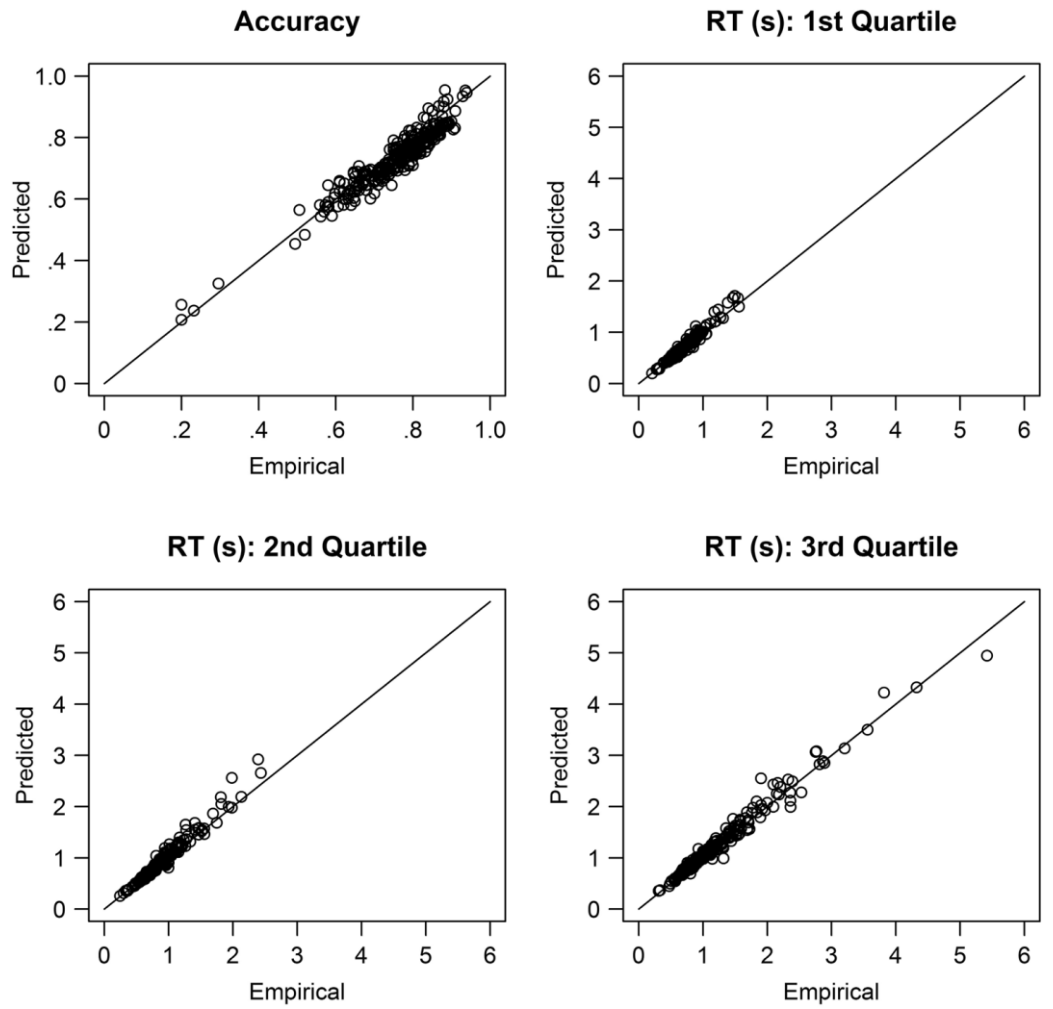 Accuracy
1.0
.8
.6
.4
.2
0
Predicted
0 .2 .4 .6 .8 1.0
Empirical
RT (s): 1st Quartile
6
5
4
3
2
1
0
Predicted
0 1 2 3 4 5 6
Empirical
RT (s): 2nd Quartile
6
5
4
3
2
1
0
Predicted
0 1 2 3 4 5 6
Empirical
RT (s): 3rd Quartile
6
5
4
3
2
1
0
Predicted
0 1 2 3 4 5 6
Empirical